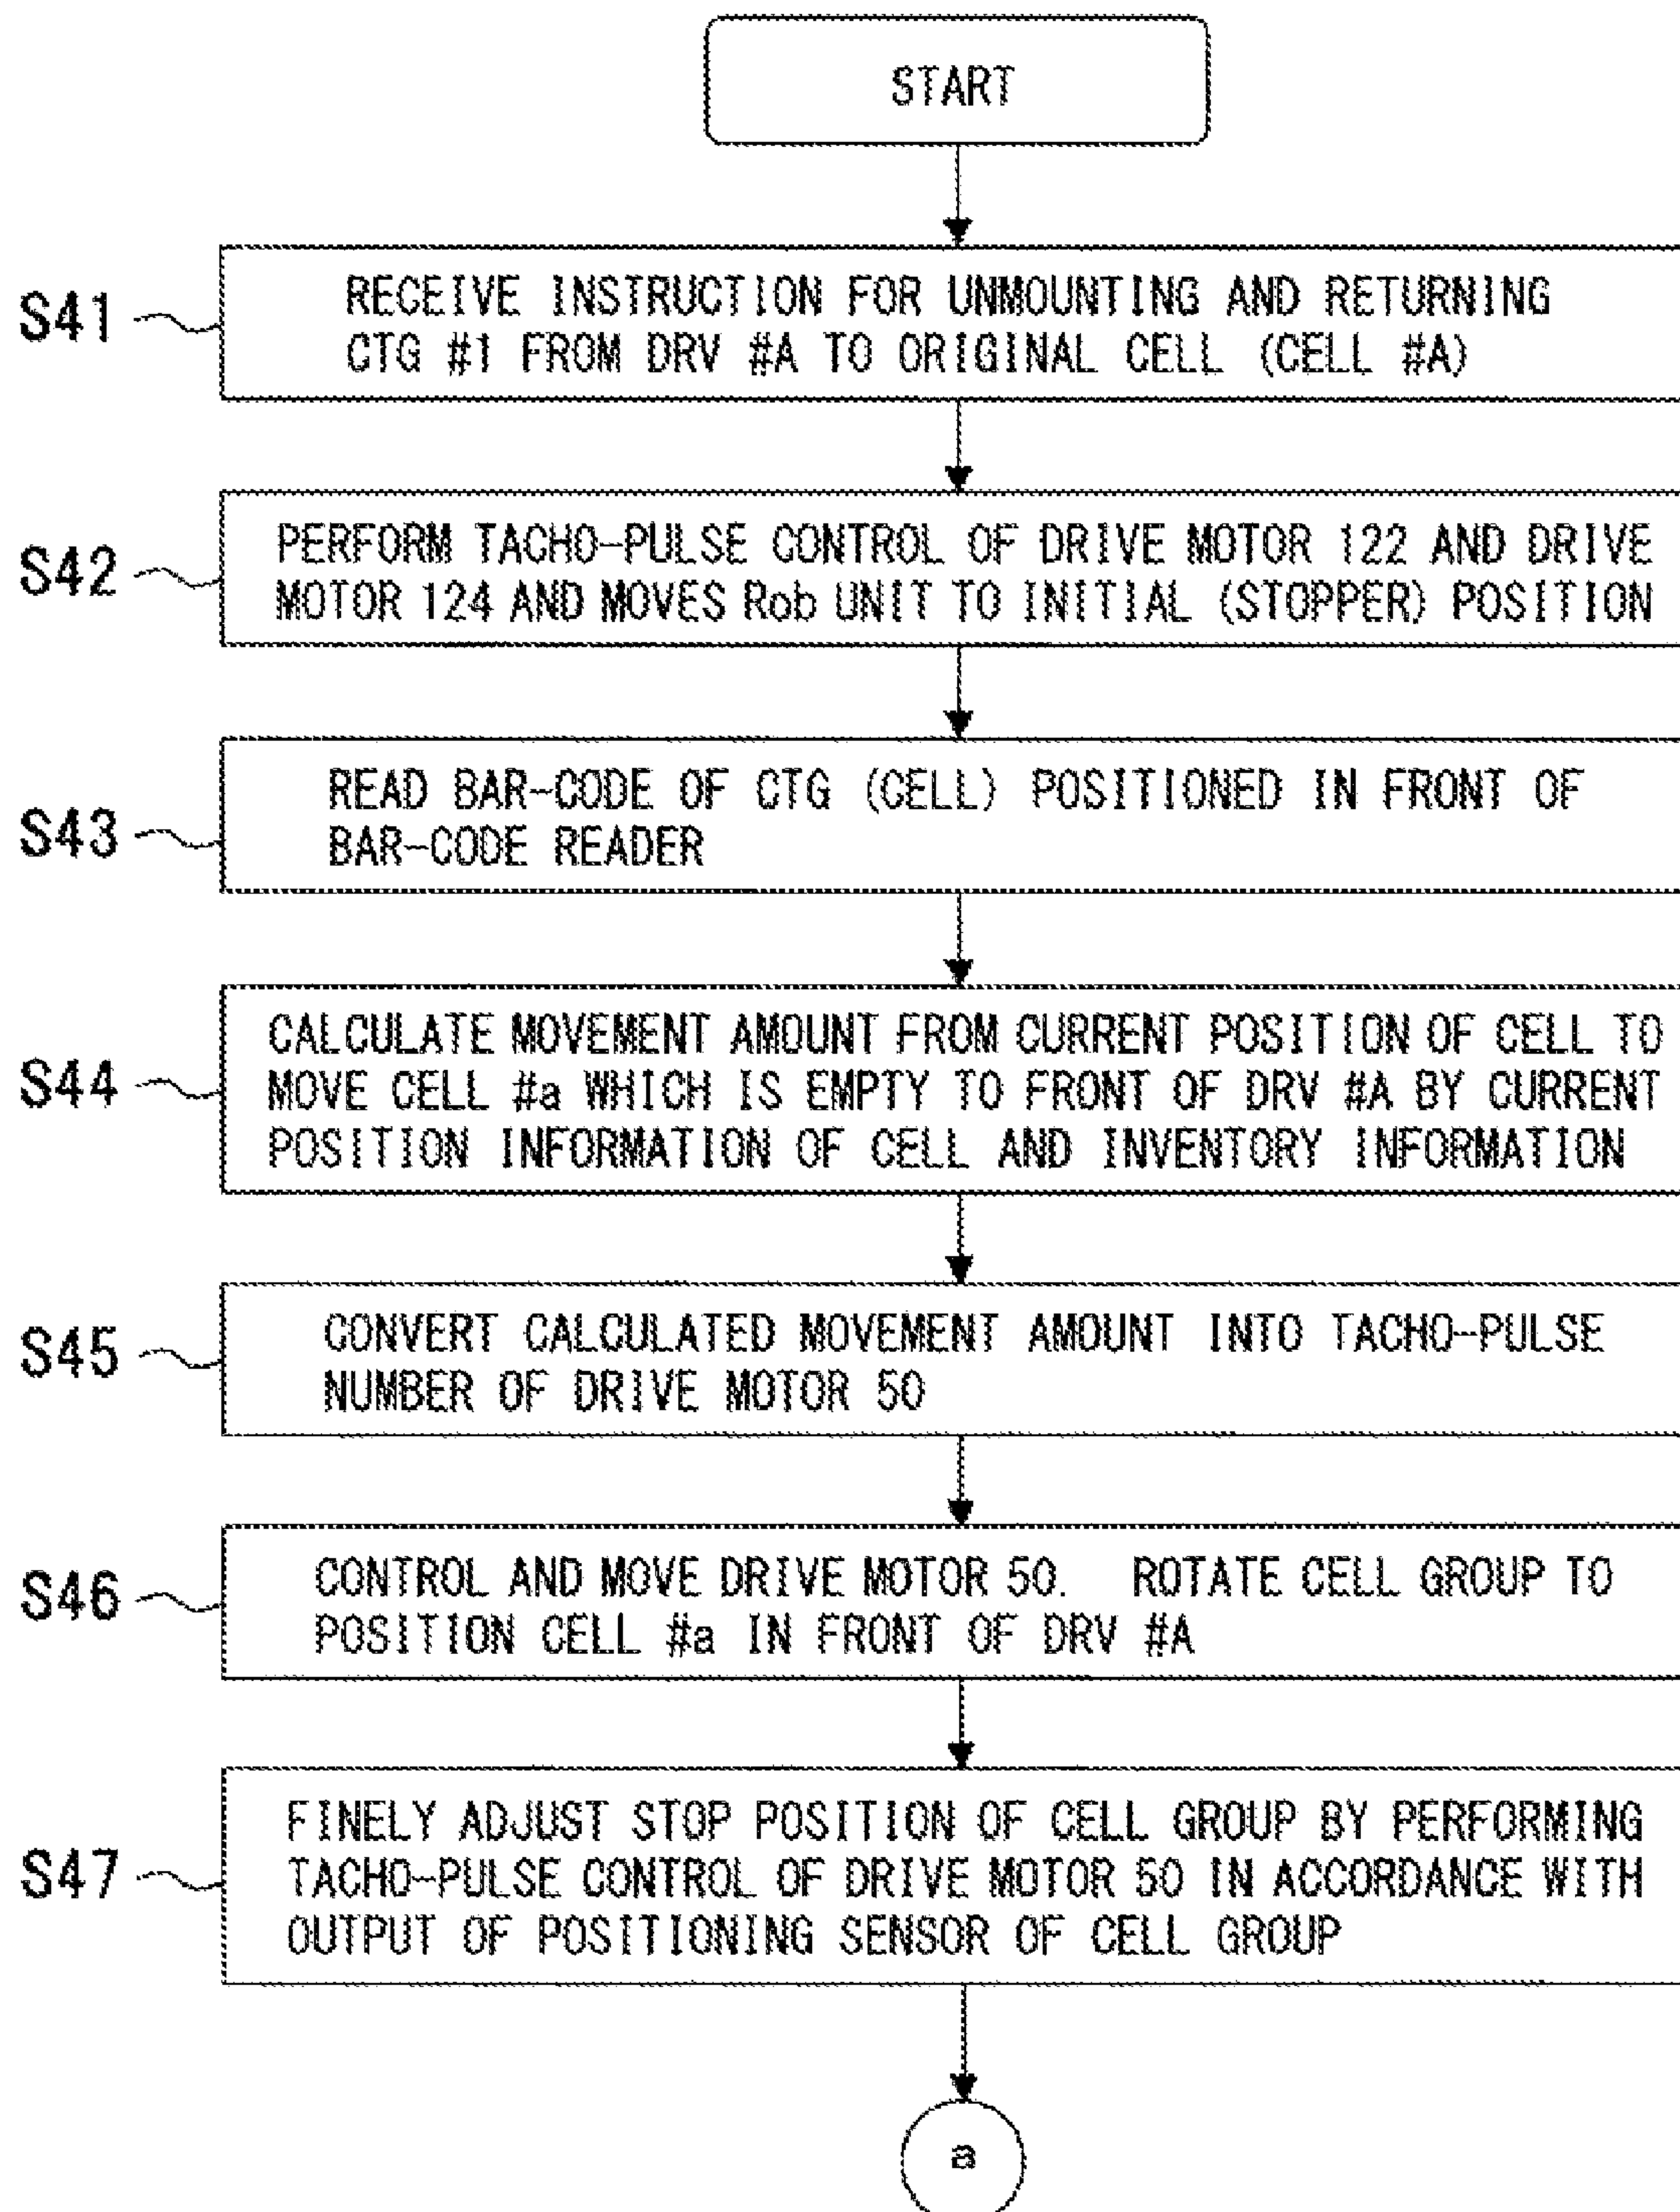 START
S41
RECEIVE INSTRUCTION FOR UNMOUNTING AND RETURNING
CTG #1 FROM DRV #A TO ORIGINAL CELL (CELL #A)
S42
PERFORM TACHO-PULSE CONTROL OF DRIVE MOTOR 122 AND DRIVE
MOTOR 124 AND MOVES Rob UNIT TO INITIAL (STOPPER) POSITION
S43
READ BAR-CODE OF CTG (CELL) POSITIONED IN FRONT OF
BAR-CODE READER
S44
CALCULATE MOVEMENT AMOUNT FROM CURRENT POSITION OF CELL TO
MOVE CELL #a WHICH IS EMPTY TO FRONT OF DRV #A BY CURRENT
POSITION INFORMATION OF CELL AND INVENTORY INFORMATION
S45
CONVERT CALCULATED MOVEMENT AMOUNT INTO TACHO-PULSE
NUMBER OF DRIVE MOTOR 50
S46
CONTROL AND MOVE DRIVE MOTOR 50. ROTATE CELL GROUP TO
POSITION CELL #a IN FRONT OF DRV #A
S47
FINELY ADJUST STOP POSITION OF CELL GROUP BY PERFORMING
TACHO-PULSE CONTROL OF DRIVE MOTOR 50 IN ACCORDANCE WITH
OUTPUT OF POSITIONING SENSOR OF CELL GROUP
a